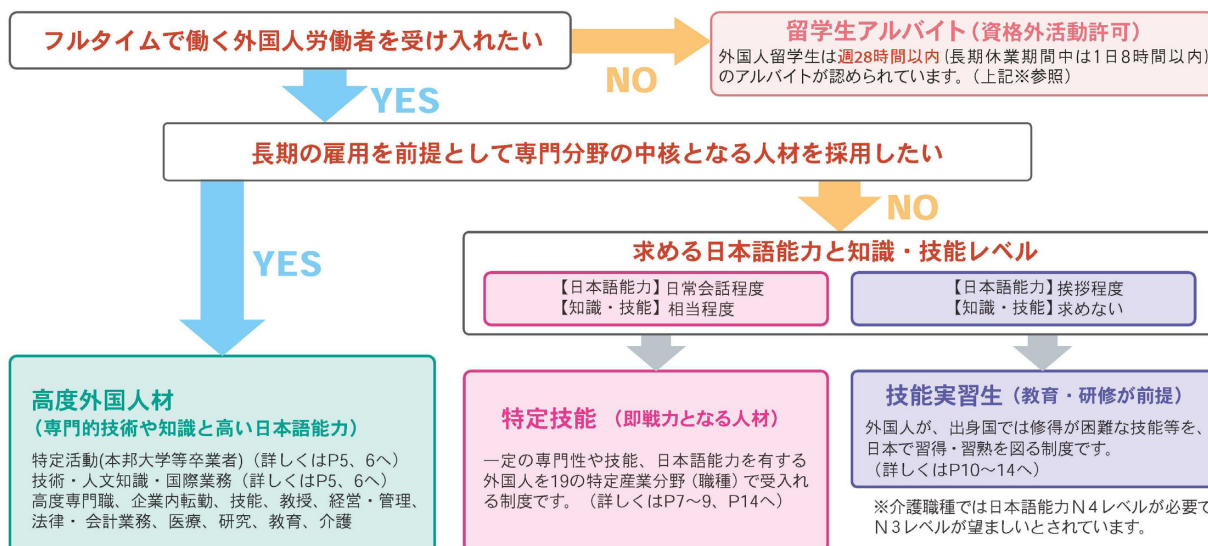 フルタイムで働く外国人労働者を受け入れたい
NO
留学生アルバイト（資格外活動許可）
外国人留学生は週28時間以内（長期休業期間中は1日8時間以内）
のアルバイトが認められています。（上記※参照）
YES
長期の雇用を前提として専門分野の中核となる人材を採用したい
YES
NO
求める日本語能力と知識・技能レベル
【日本語能力】日常会話程度
【知識・技能】相当程度
【日本語能力】挨拶程度
【知識・技能】求めない
高度外国人材
（専門的技術や知識と高い日本語能力）
特定活動(本邦大学等卒業者)（詳しくはP5、6へ）
技術・人文知識・国際業務（詳しくはP5、6へ）
高度専門職、企業内転勤、技能、教授、経営・管理、
法律・ 会計業務、医療、研究、教育、介護
特定技能（即戦力となる人材）
一定の専門性や技能、日本語能力を有する
外国人を19の特定産業分野（職種）で受入れ
る制度です。（詳しくはP7～9、P14へ）
技能実習生（教育・研修が前提）
外国人が、出身国では修得が困難な技能等を、
日本で習得・習熟を図る制度です。
（詳しくはP10～14へ）
※介護職種では日本語能力N4レベルが必要で
N3レベルが望ましいとされています。